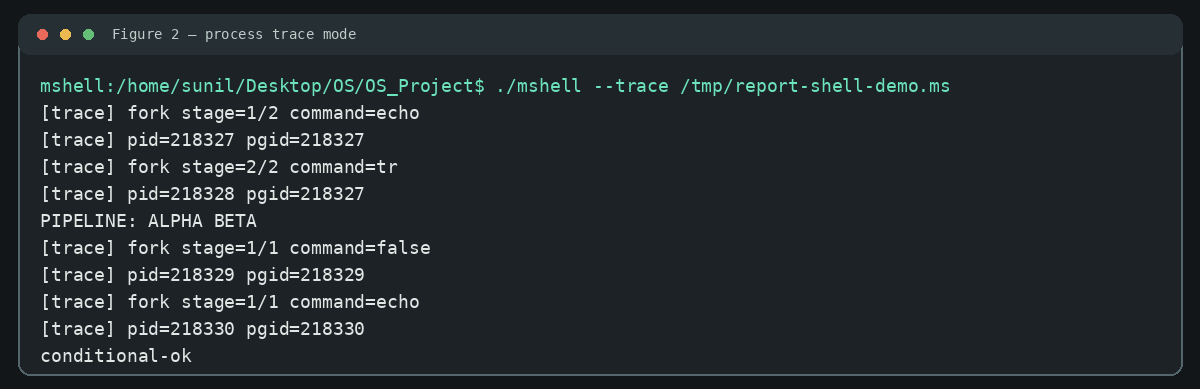 Figure 2 — process trace mode
mshell:/home/sunil/Desktop/OS/OS_Project$ ./mshell --trace /tmp/report-shell-demo.ms
[trace] fork stage=1/2 command=echo
[trace] pid=218327 pgid=218327
[trace] fork stage=2/2 command=tr
[trace] pid=218328 pgid=218327
PIPELINE: ALPHA BETA
[trace] fork stage=1/1 command=false
[trace] pid=218329 pgid=218329
[trace] fork stage=1/1 command=echo
[trace] pid=218330 pgid=218330
conditional-ok